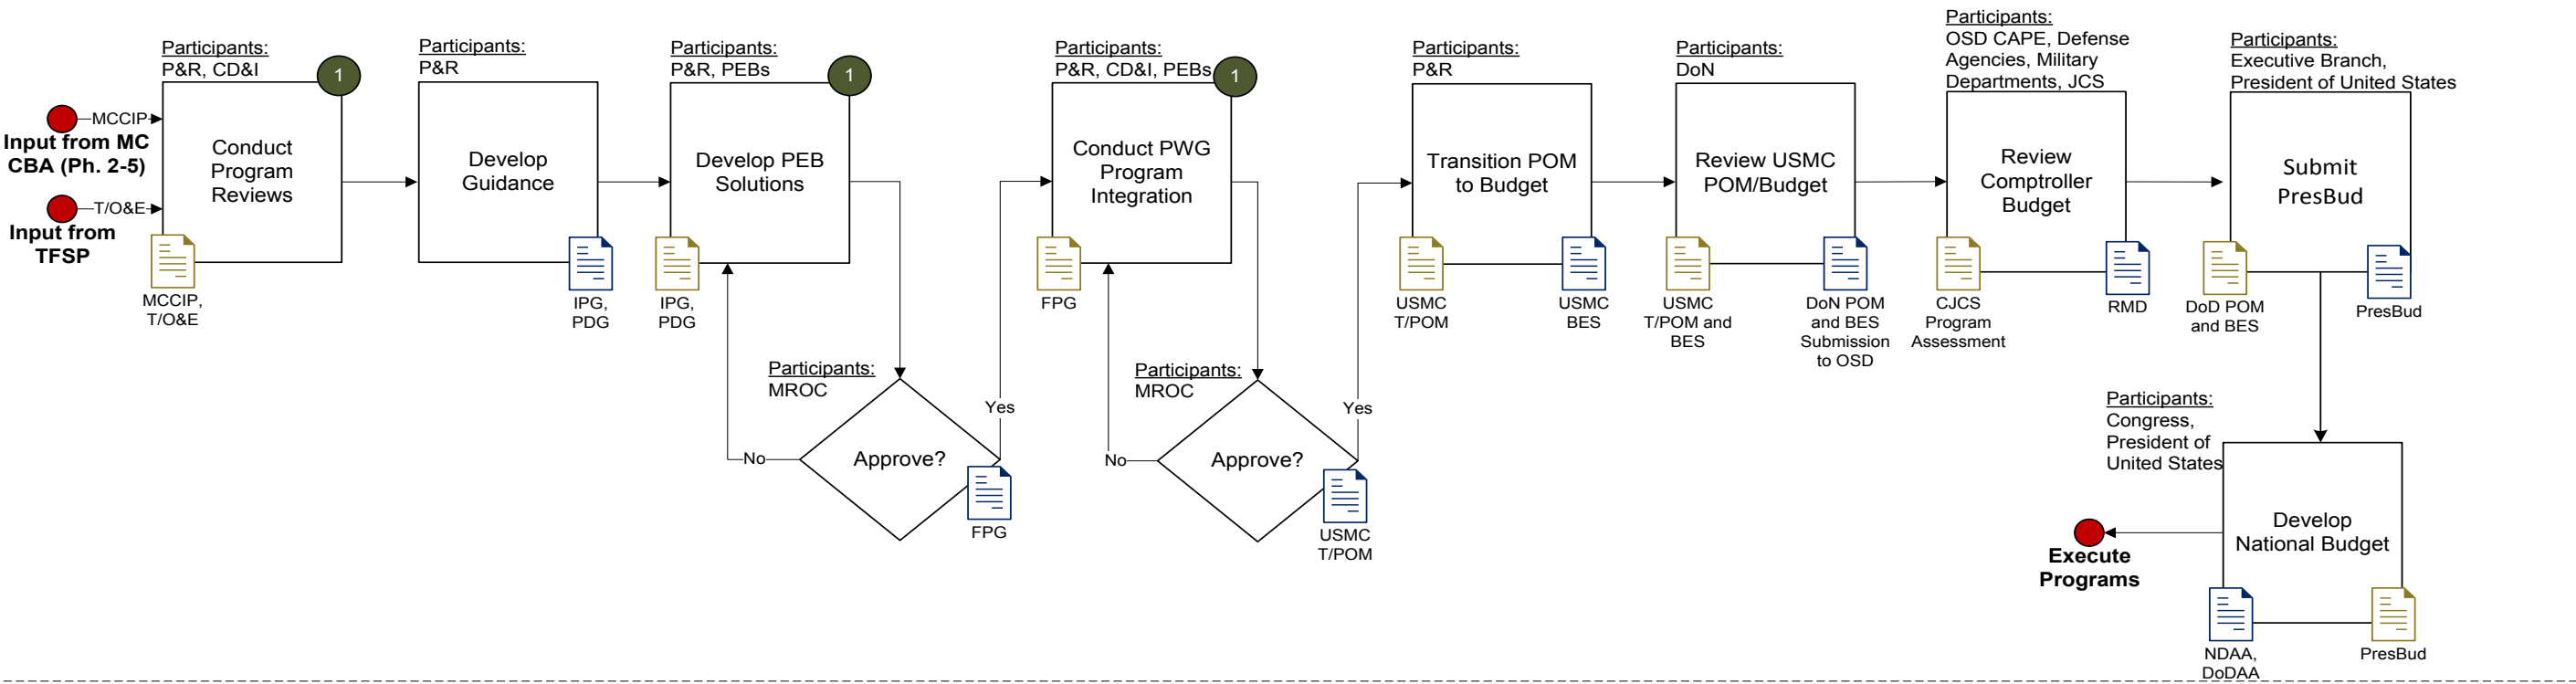 Participants:
P&R, CD&I
1
MCCIP
Input from MC
CBA (Ph. 2-5)
T/O&E
Input from
TFSP
Conduct
Program
Reviews
MCCIP,
T/O&E
Participants:
P&R
Develop
Guidance
IPG,
PDG
Participants:
P&R, PEBs
1
Develop PEB
Solutions
IPG,
PDG
Participants:
MROC
Approve?
No
Yes
FPG
Participants:
P&R, CD&I, PEBs
1
Conduct PWG
Program
Integration
FPG
Participants:
MROC
Approve?
No
Yes
USMC
T/POM
Participants:
P&R
Transition POM
to Budget
USMC
T/POM
USMC
BES
Participants:
DoN
Review USMC
POM/Budget
USMC
T/POM and
BES
DoN POM
and BES
Submission
to OSD
Participants:
OSD CAPE, Defense
Agencies, Military
Departments, JCS
Review
Comptroller
Budget
CJCS
Program
Assessment
RMD
Participants:
Executive Branch,
President of United States
Submit
PresBud
DoD POM
and BES
PresBud
Participants:
Congress,
President of
United States
Develop
National Budget
Execute
Programs
NDAA,
DoDAA
PresBud